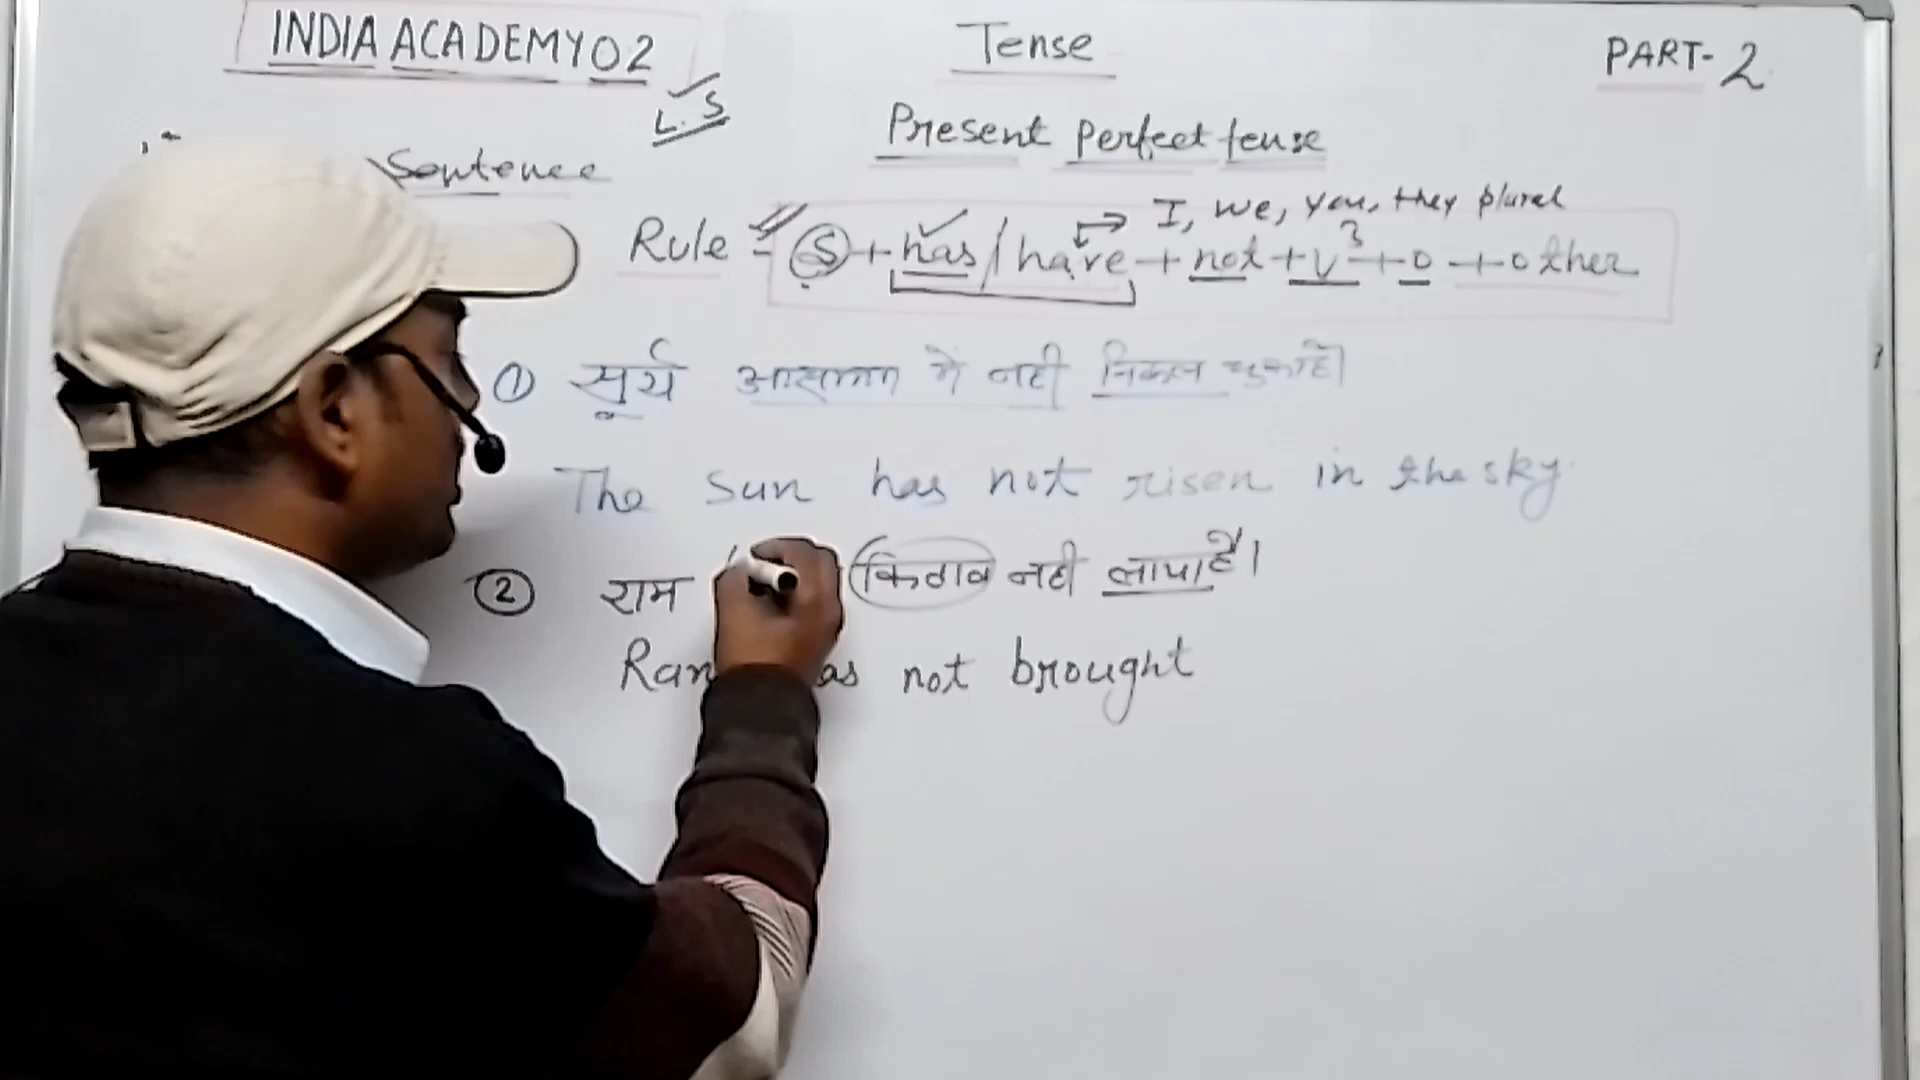 INDIA ACADEMY 02
Tense
PART- 2
L.S
Present Perfect tense
Sentence
I, we, you, they plural
Rule = S + has / have + not + V3 + o + other
① सूर्य आसमान मे नही निकल चुका है।
The Sun has not risen in the sky.
② राम किताब नही लाया है।
Ram has not brought